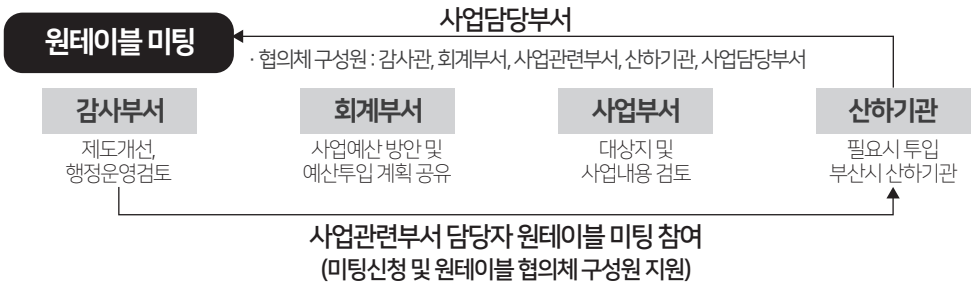 사업담당부서
원테이블 미팅
· 협의체 구성원 : 감사관, 회계부서, 사업관련부서, 산하기관, 사업담당부서
감사부서
제도개선,
행정운영검토
회계부서
사업예산 방안 및
예산투입 계획 공유
사업부서
대상지 및
사업내용 검토
산하기관
필요시 투입
부산시 산하기관
사업관련부서 담당자 원테이블 미팅 참여
(미팅신청 및 원테이블 협의체 구성원 지원)